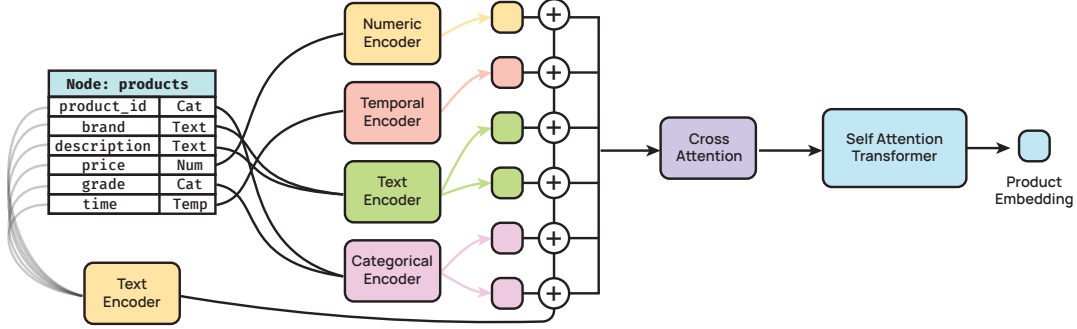 Node: products
product_id Cat
brand Text
description Text
price Num
grade Cat
time Temp
Text
Encoder
Numeric
Encoder
Temporal
Encoder
Text
Encoder
Categorical
Encoder
+
+
+
+
+
+
Cross
Attention
Self Attention
Transformer
Product
Embedding